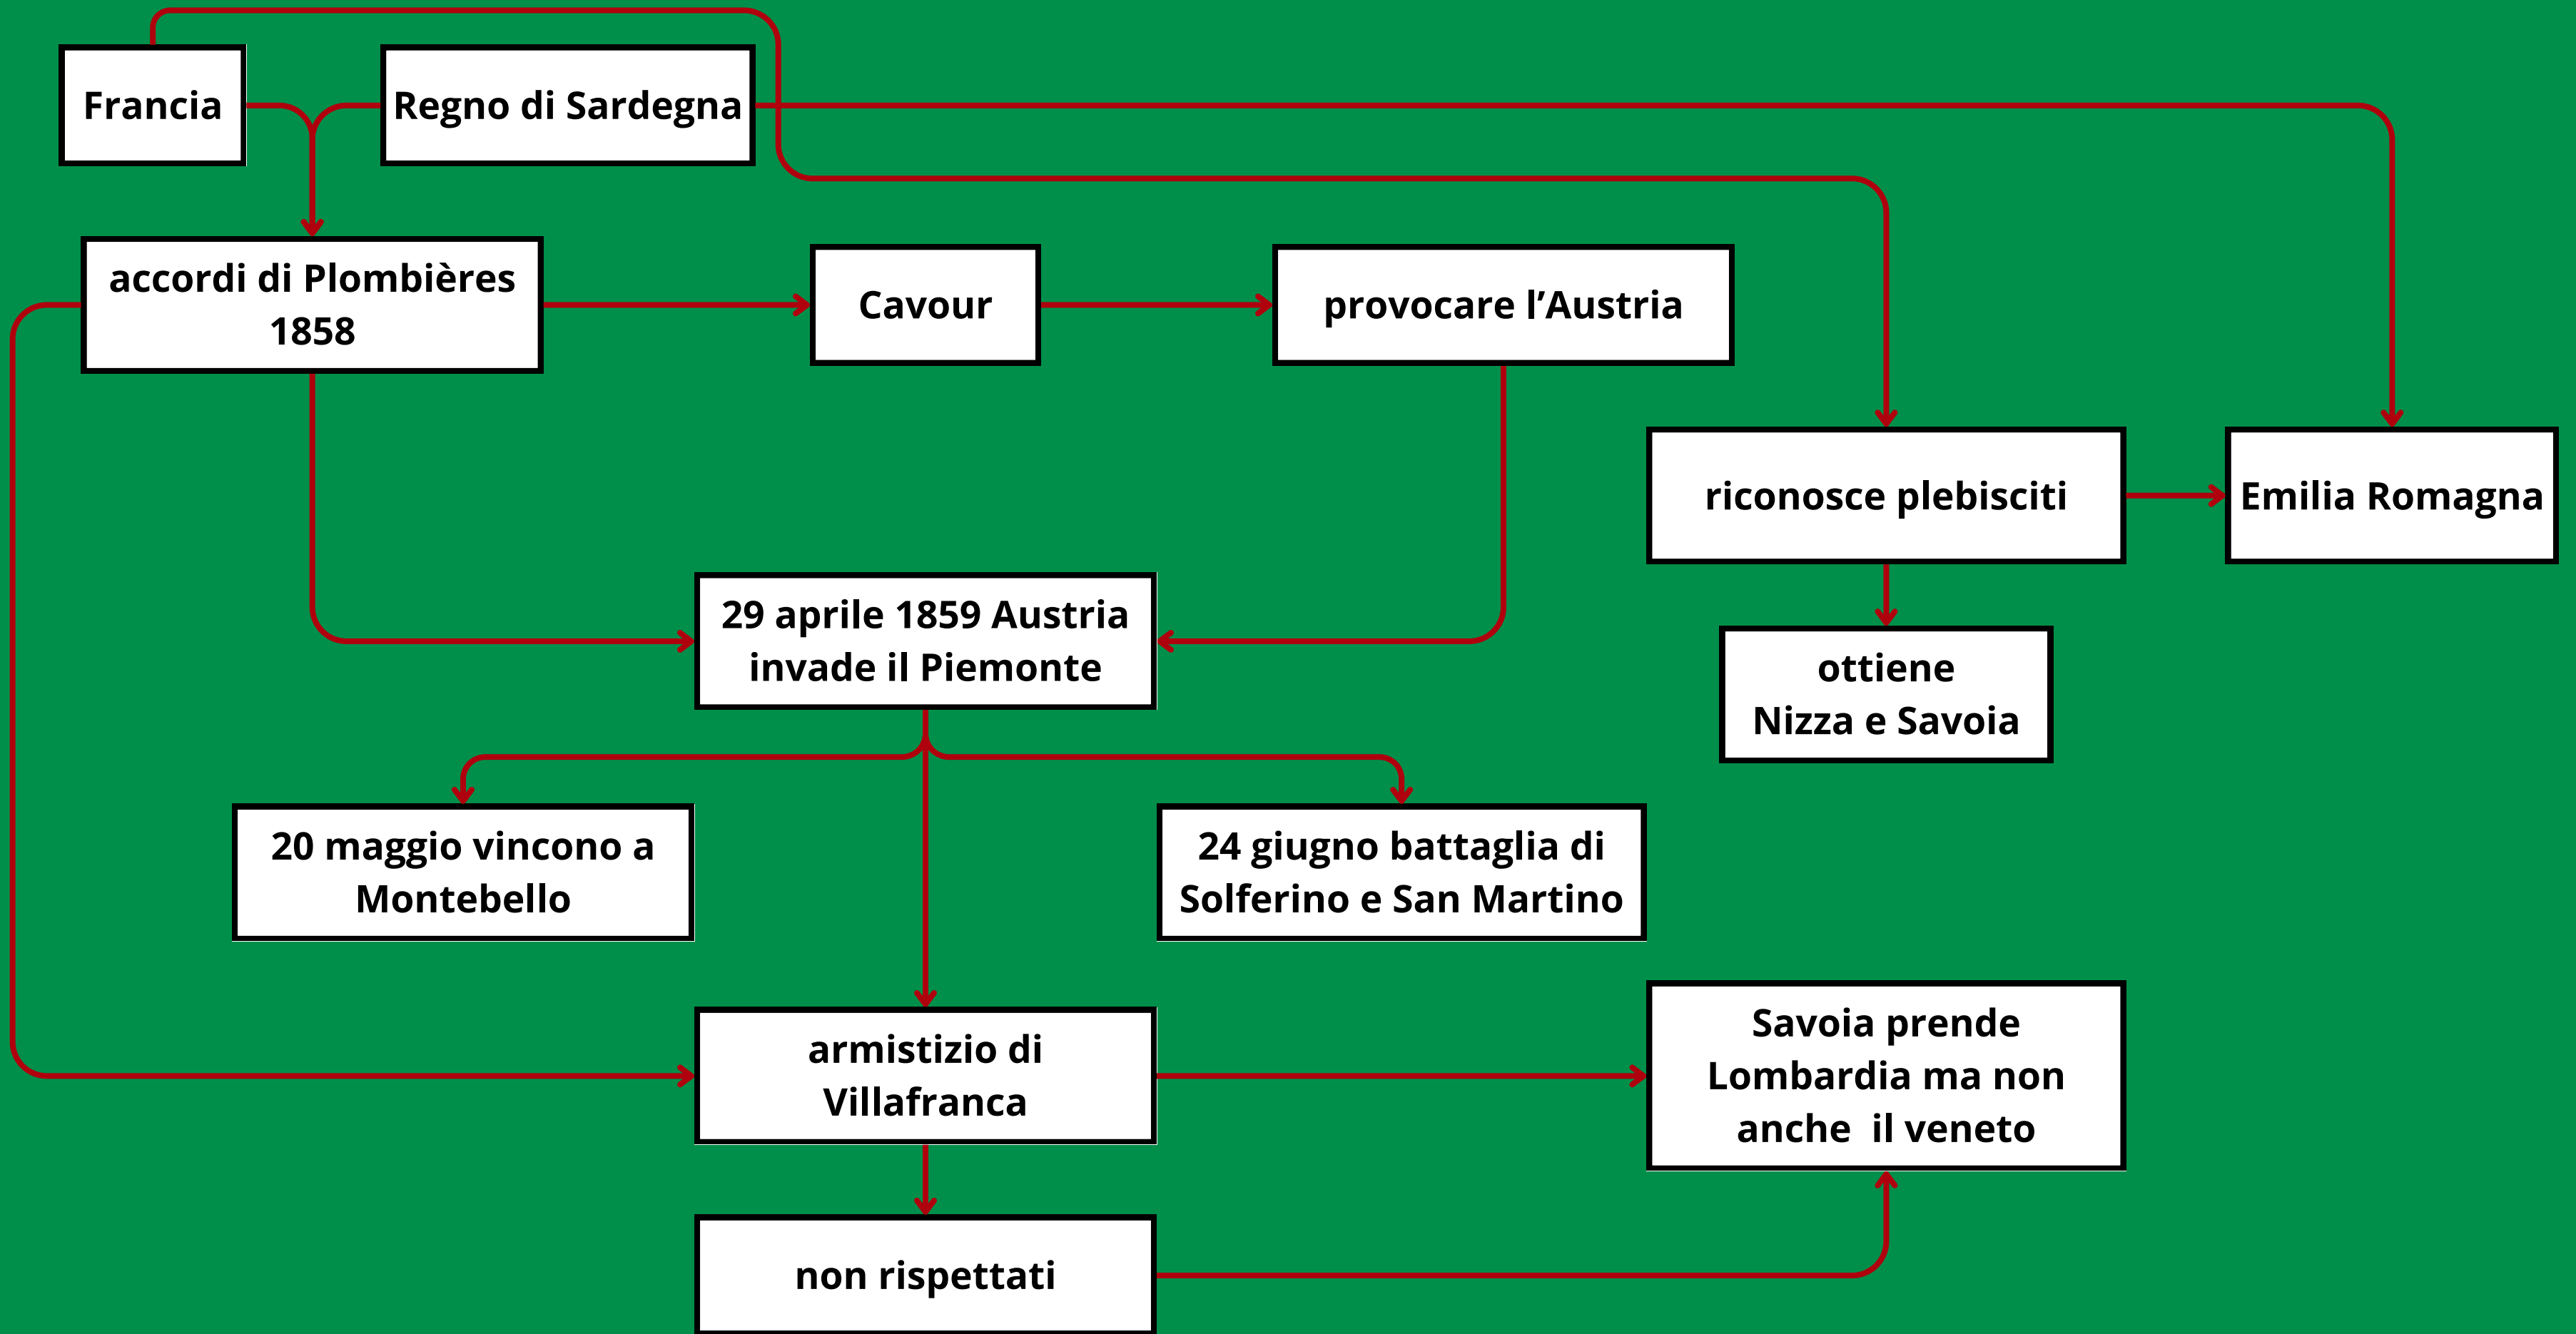 Francia
Regno di Sardegna
accordi di Plombières
1858
Cavour
provocare l’Austria
riconosce plebisciti
Emilia Romagna
29 aprile 1859 Austria
invade il Piemonte
ottiene
Nizza e Savoia
20 maggio vincono a
Montebello
24 giugno battaglia di
Solferino e San Martino
armistizio di
Villafranca
Savoia prende
Lombardia ma non
anche  il veneto
non rispettati